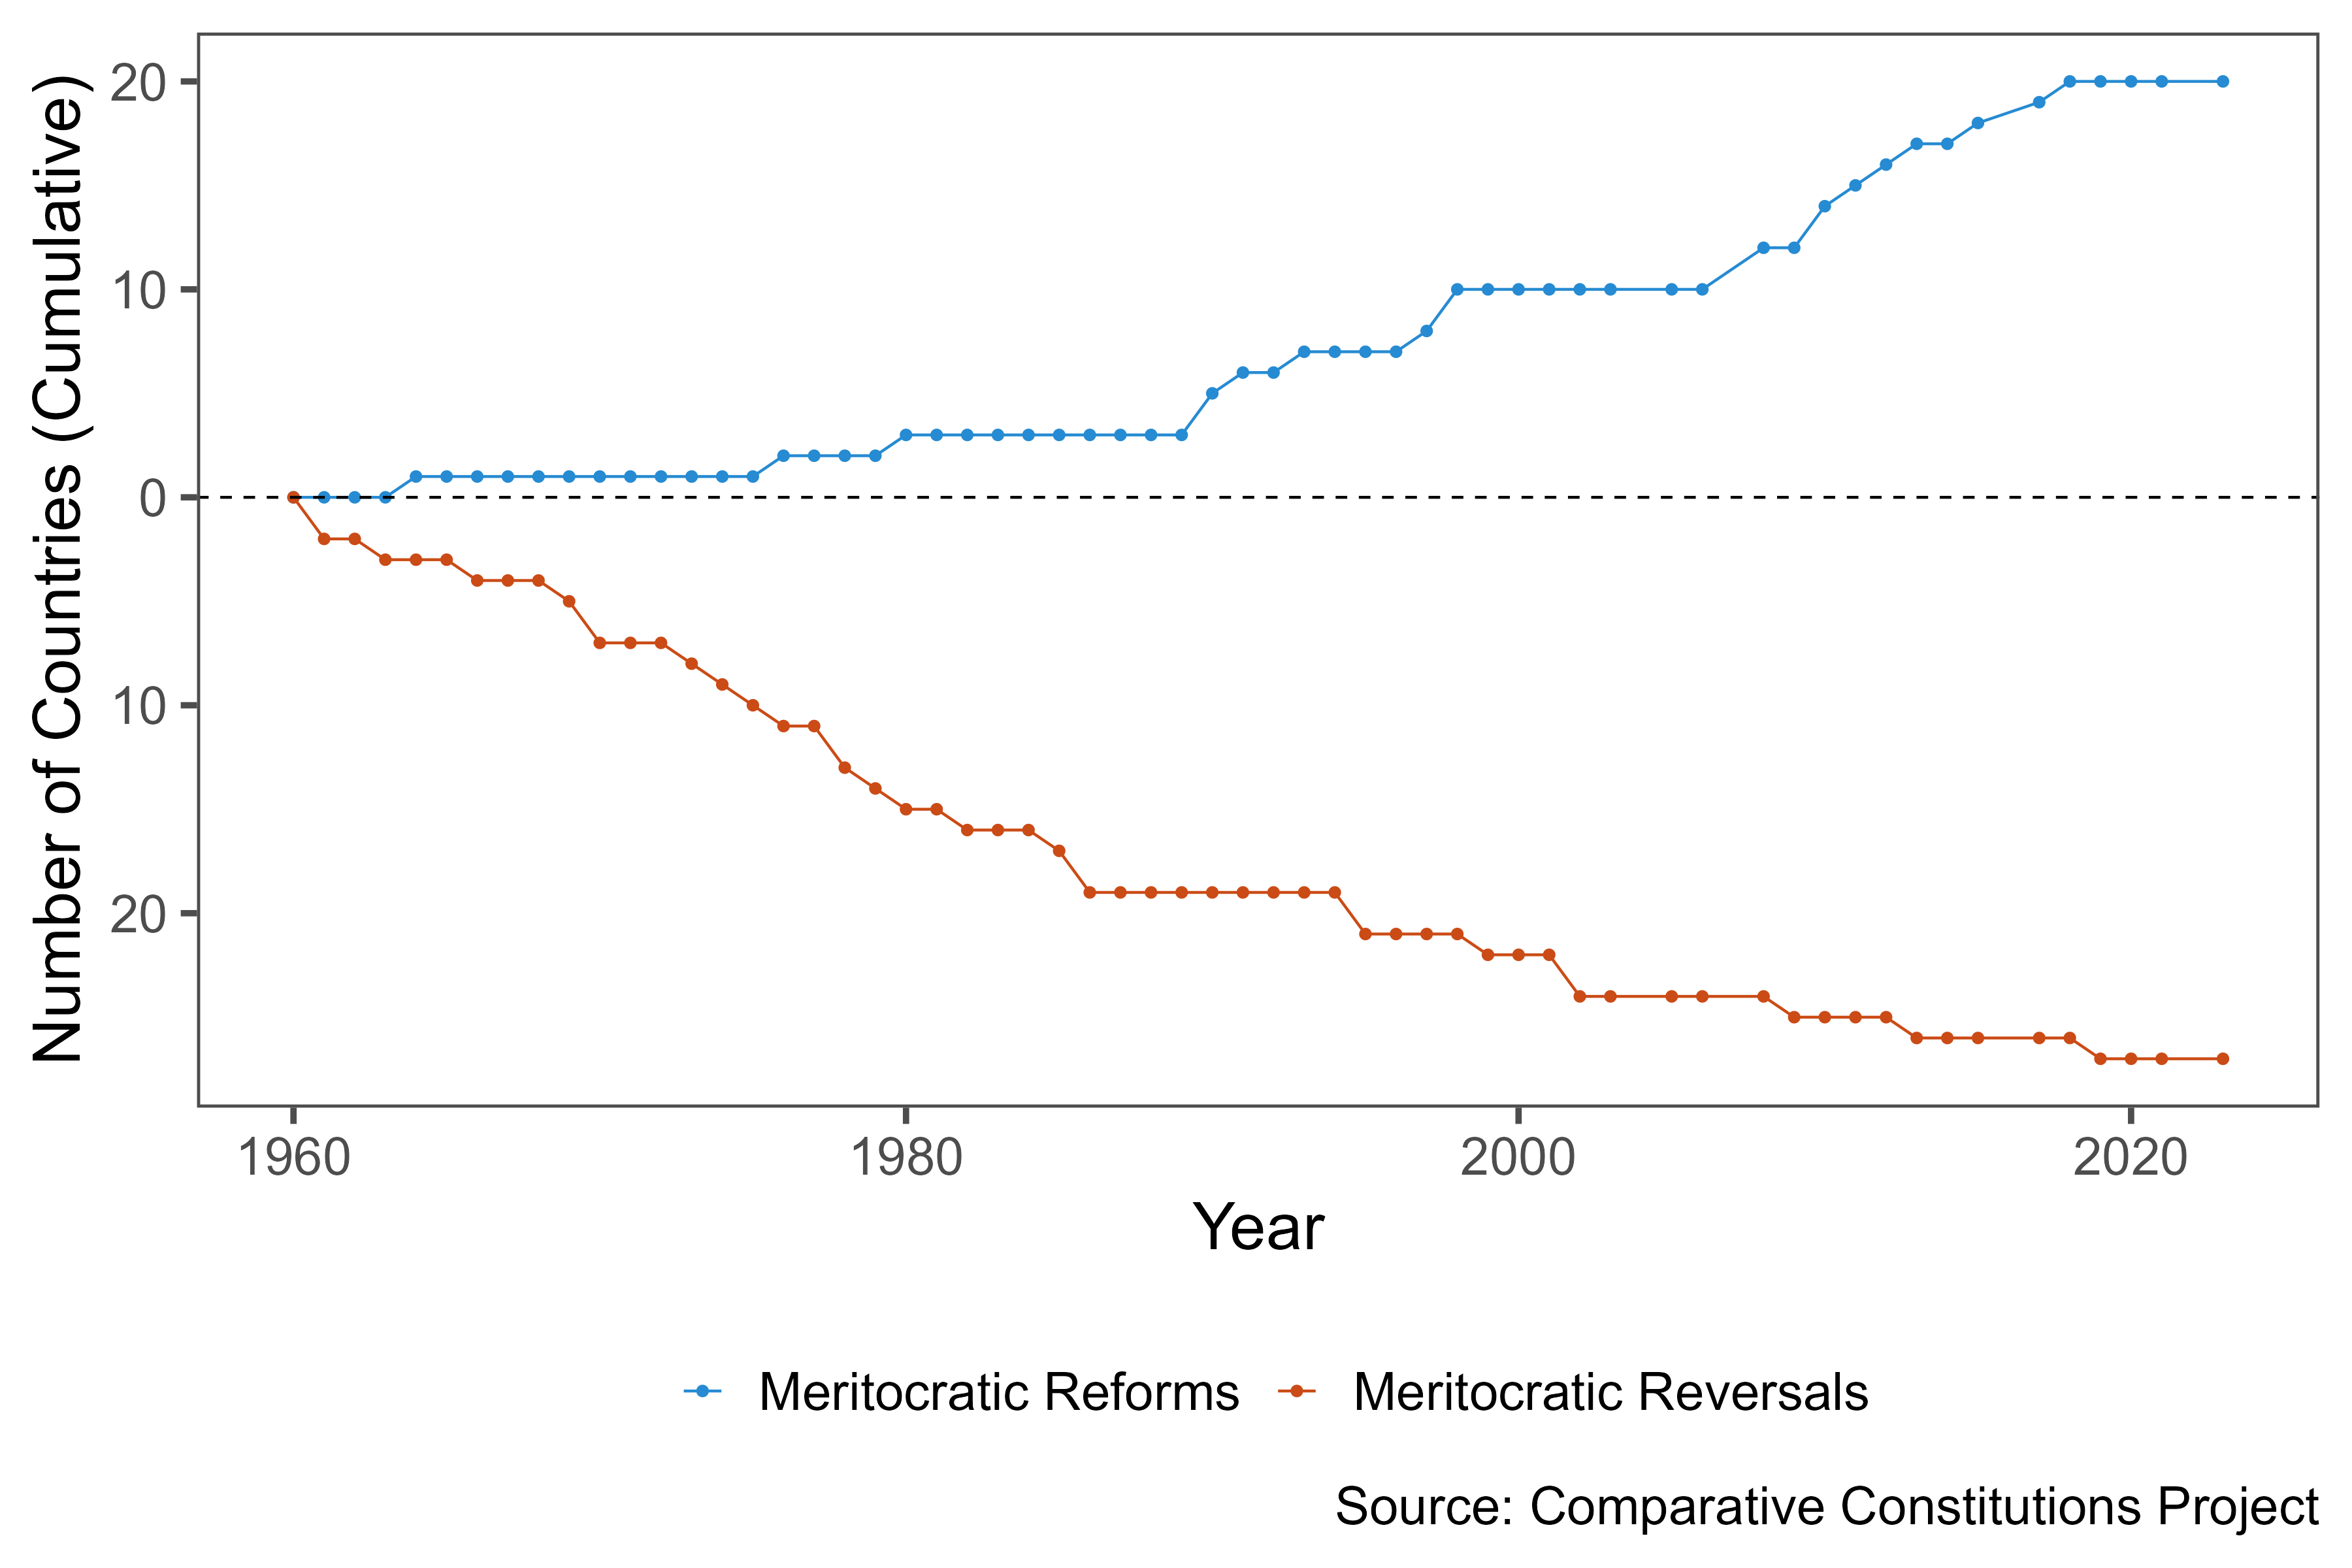 Number of Countries (Cumulative)
20
10
0
10
20
1960 1980 2000 2020
Year
Meritocratic Reforms Meritocratic Reversals
Source: Comparative Constitutions Project